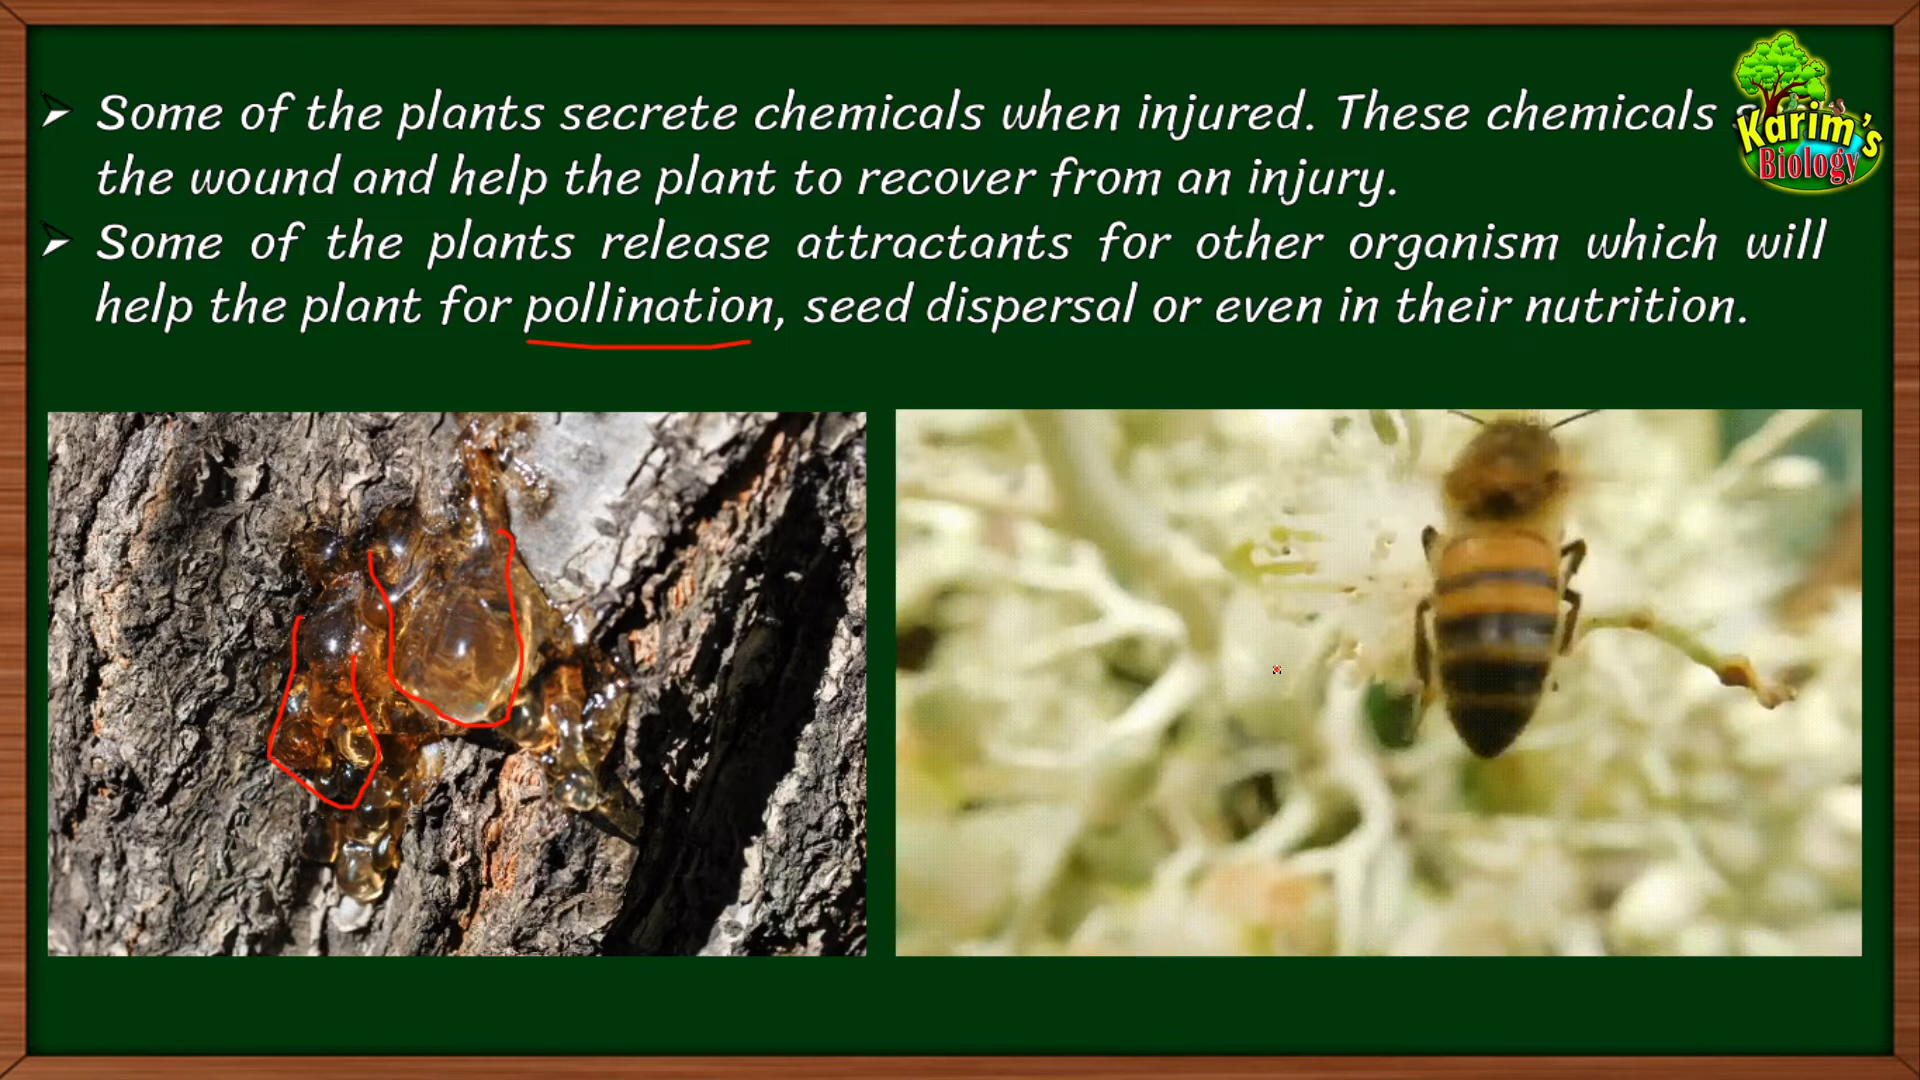 Some of the plants secrete chemicals when injured. These chemicals
the wound and help the plant to recover from an injury.
Some of the plants release attractants for other organism which will
help the plant for pollination, seed dispersal or even in their nutrition.
Karim's
Biology